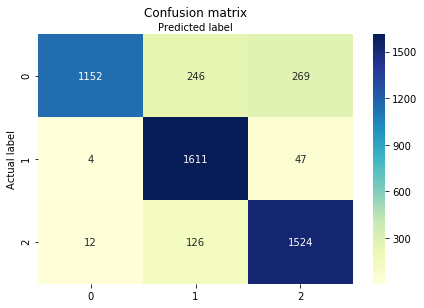 Confusion matrix
Predicted label
Actual label
0 1152 246 269
1 4 1611 47
2 12 126 1524
0 1 2
1500
1200
900
600
300